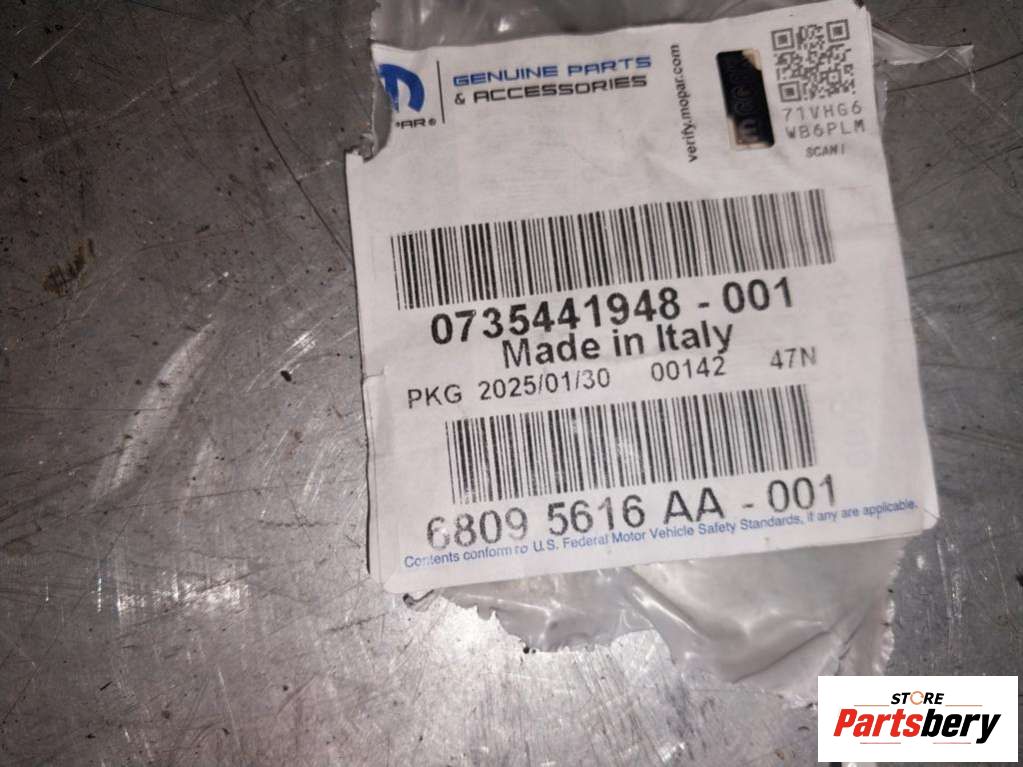 GENUINE PARTS
& ACCESSORIES
PAR®
verify.mopar.com
71VHG6
WB6PLM
SCAN!
0735441948 - 001
Made in Italy
PKG 2025/01/30 00142 47N
6809 5616 AA - 001
Contents conform to U.S. Federal Motor Vehicle Safety Standards, if any are applicable.
STORE
Partsbery